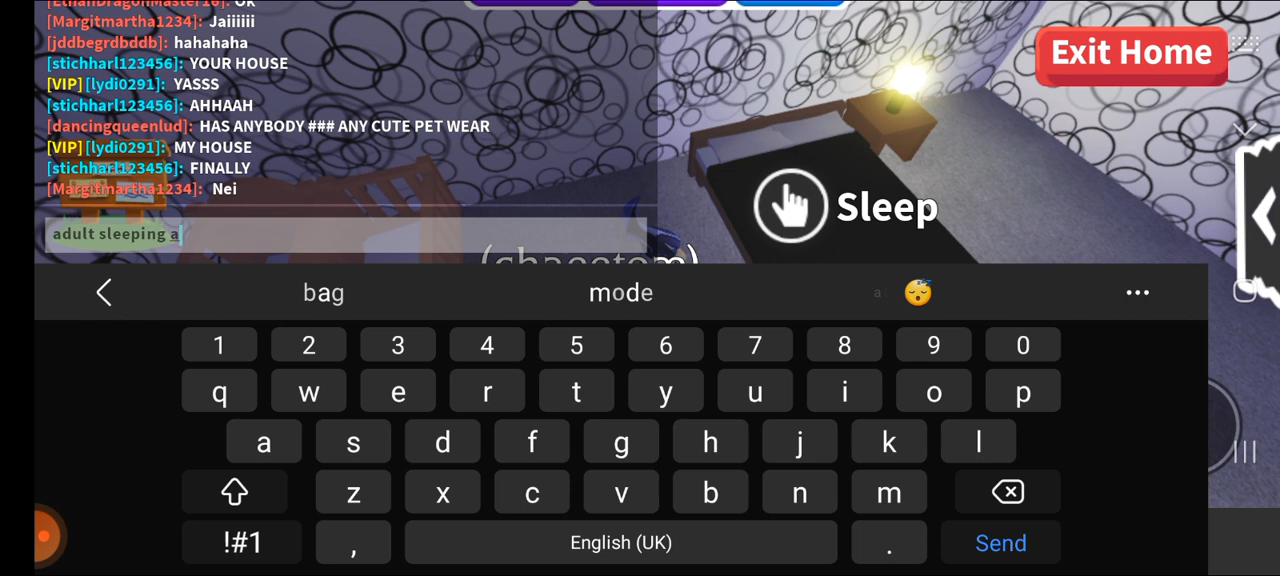 [EthanDragonMaster16]: Ok
[Margitmartha1234]: Jaiiiiii
[jddbegrdbddb]: hahahaha
[stichharl123456]: YOUR HOUSE
[VIP][lydi0291]: YASSS
[stichharl123456]: AHHAAH
[dancingqueenlud]: HAS ANYBODY ### ANY CUTE PET WEAR
[VIP][lydi0291]: MY HOUSE
[stichharl123456]: FINALLY
[Margitmartha1234]: Nei
adult sleeping a
Exit Home
Sleep
bag mode a 😴 ...
1 2 3 4 5 6 7 8 9 0
q w e r t y u i o p
a s d f g h j k l
z x c v b n m
!#1 , English (UK) . Send